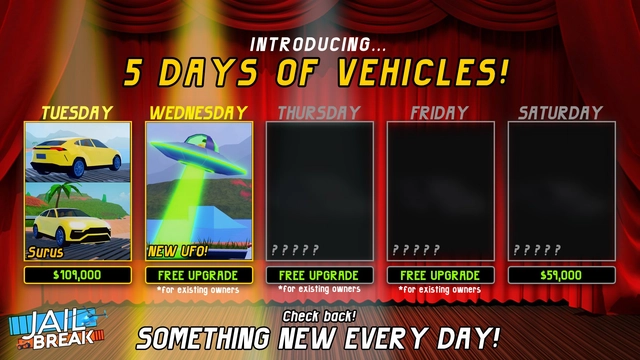 INTRODUCING...
5 DAYS OF VEHICLES!
TUESDAY
WEDNESDAY
THURSDAY
FRIDAY
SATURDAY
Surus
NEW UFO!
?????
?????
?????
$109,000
FREE UPGRADE
FREE UPGRADE
FREE UPGRADE
$59,000
*for existing owners
*for existing owners
*for existing owners
Check back!
SOMETHING NEW EVERY DAY!
JAIL
BREAK